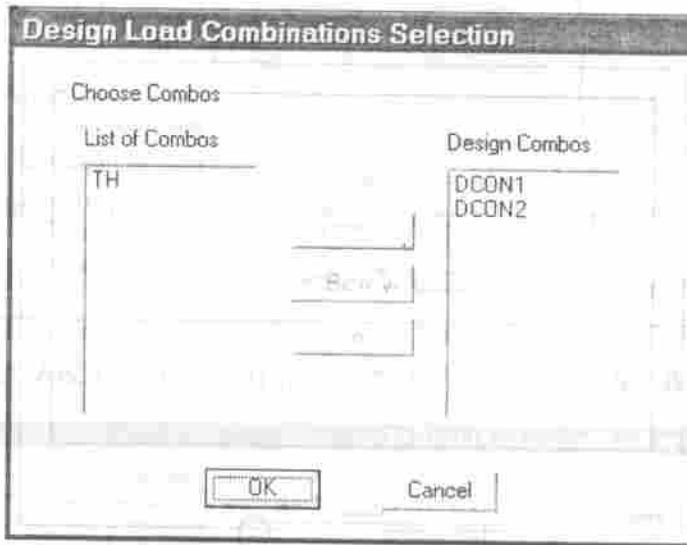 Design Load Combinations Selection
Choose Combos
List of Combos
Design Combos
TH
DCON1
DCON2
OK
Cancel